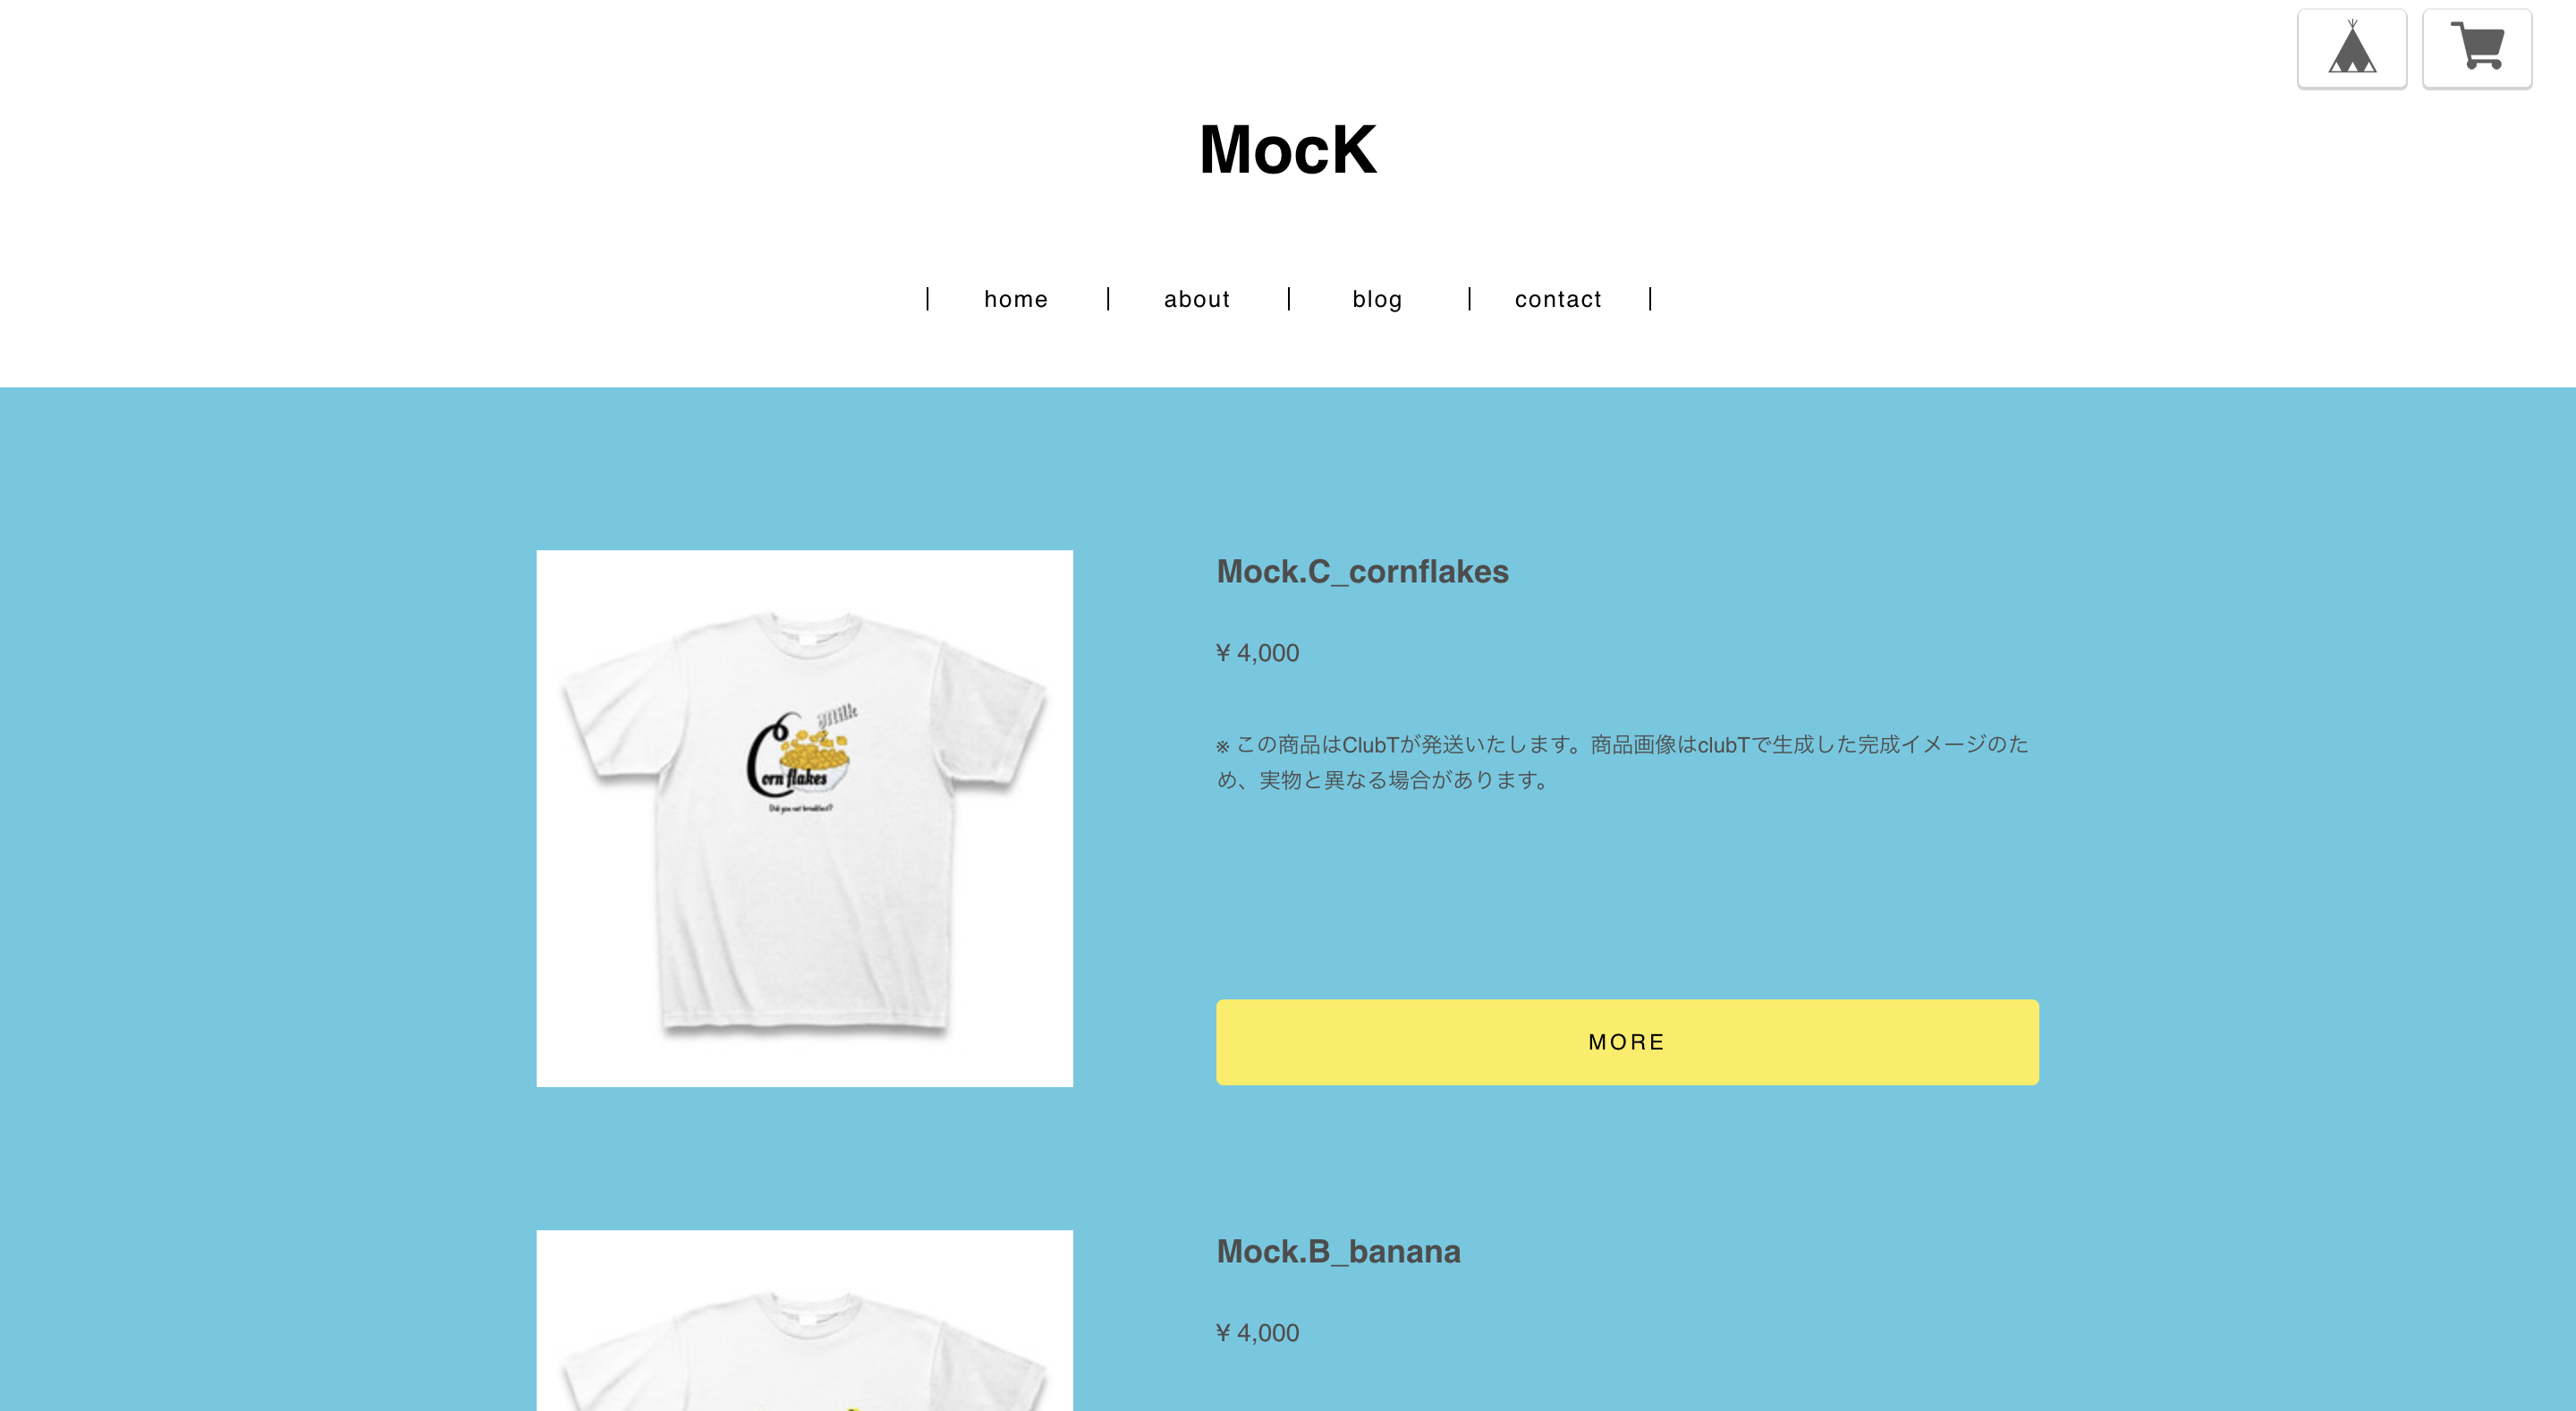 MocK
home about blog contact
Mock.C_cornflakes
¥ 4,000
※ この商品はClubTが発送いたします。商品画像はclubTで生成した完成イメージのた
め、実物と異なる場合があります。
milk
Corn flakes
Did you eat breakfast?
MORE
Mock.B_banana
¥ 4,000